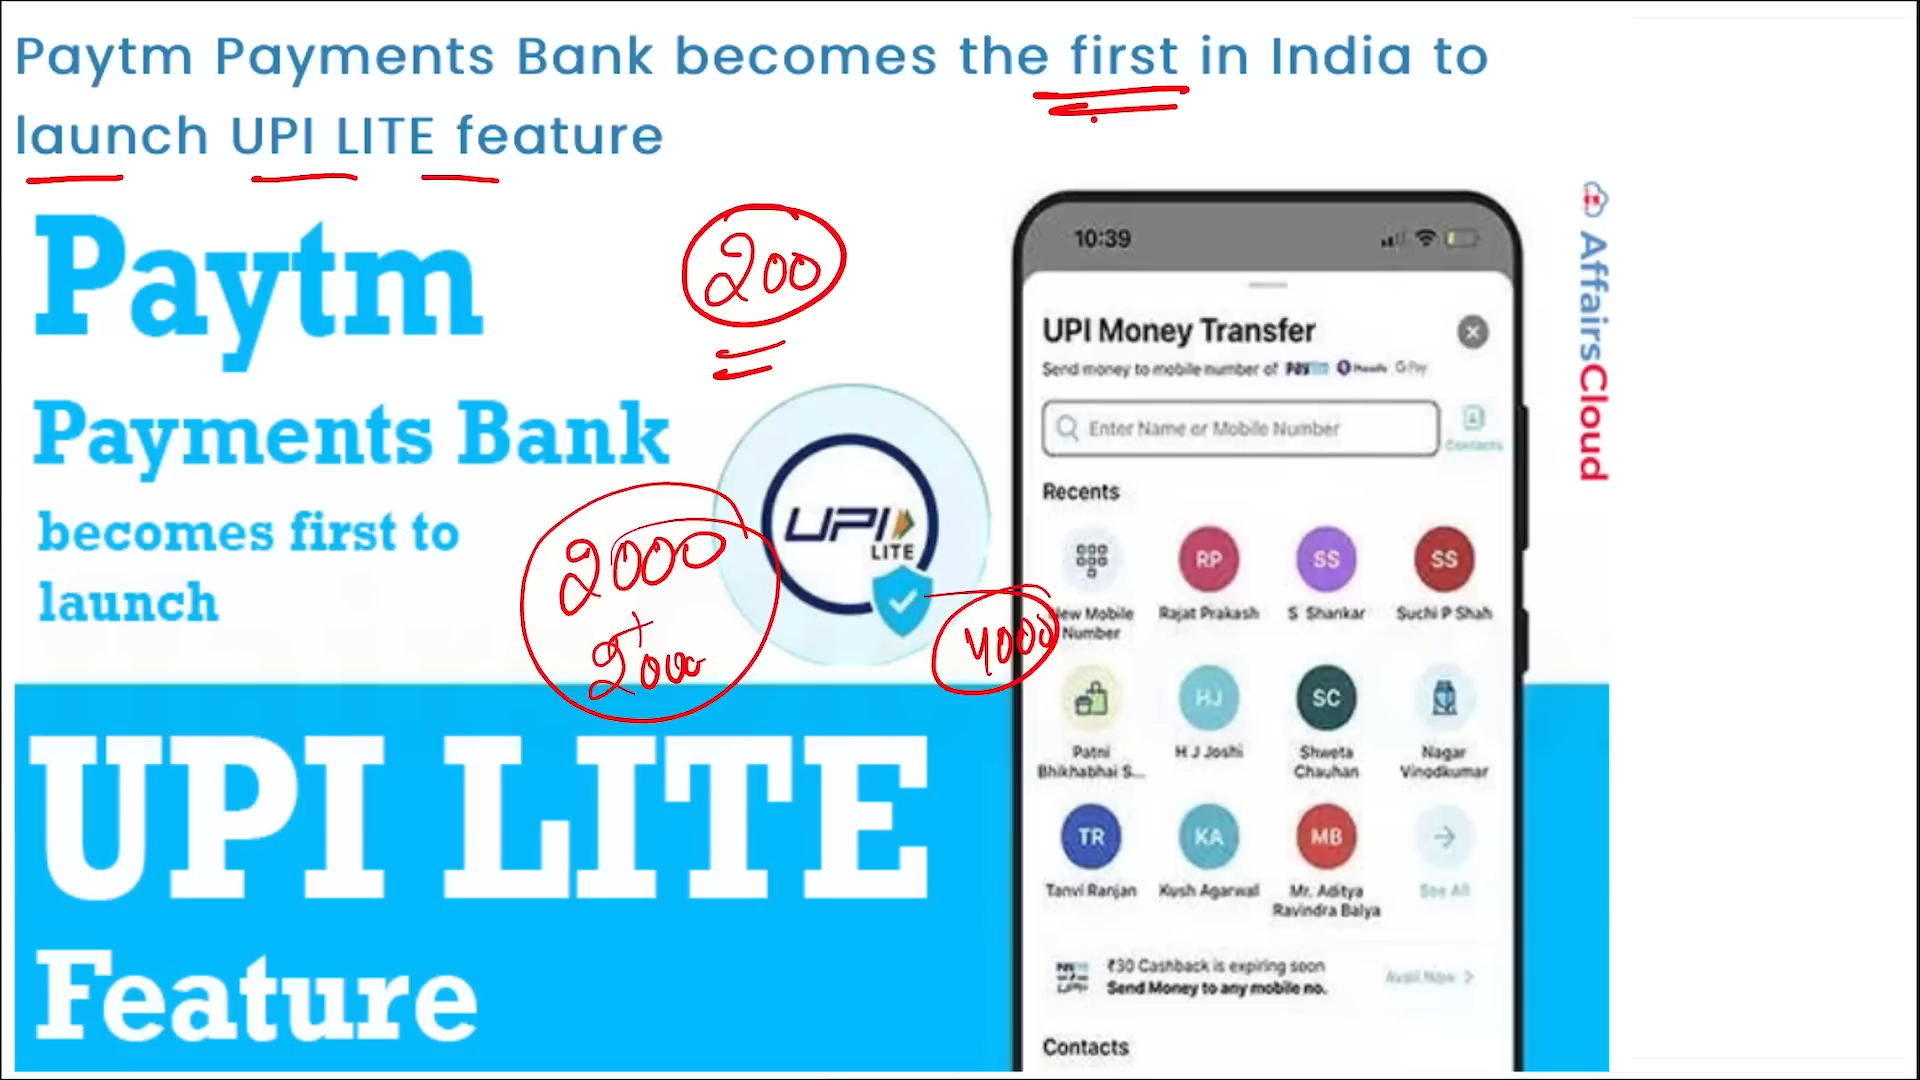 Paytm Payments Bank becomes the first in India to
launch UPI LITE feature
Paytm
Payments Bank
becomes first to
launch
UPI LITE
Feature
200
2000
+
2000
4000
UPI
LITE
AffairsCloud
10:39
UPI Money Transfer
Send money to mobile number of Paytm PhonePe G Pay
Enter Name or Mobile Number
Contacts
Recents
New Mobile
Number
RP
Rajat Prakash
SS
S Shankar
SS
Suchi P Shah
Patni
Bhikhabhai S...
HJ
H J Joshi
SC
Shweta
Chauhan
Nagar
Vinodkumar
TR
Tanvi Ranjan
KA
Kush Agarwal
MB
Mr. Aditya
Ravindra Balya
See All
₹30 Cashback is expiring soon
Send Money to any mobile no.
Avail Now
Contacts